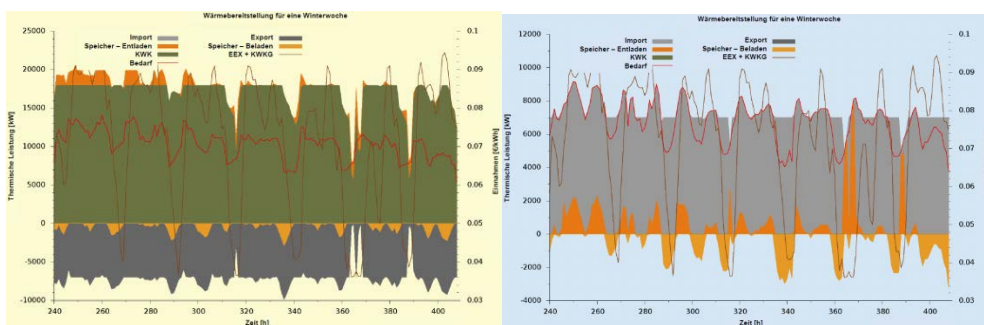 Wärmebereitstellung für eine Winterwoche
Import
Speicher – Entladen
KWK
Bedarf
Export
Speicher – Beladen
EEX + KWKG
Thermische Leistung [kW]
25000
20000
15000
10000
5000
0
-5000
-10000
240
260
280
300
320
340
360
380
400
Zeit [h]
0.1
0.09
0.08
0.07
0.06
0.05
0.04
0.03
Einnahmen [€/kWh]
Wärmebereitstellung für eine Winterwoche
Import
Speicher – Entladen
KWK
Bedarf
Export
Speicher – Beladen
EEX + KWKG
Thermische Leistung [kW]
12000
10000
8000
6000
4000
2000
0
-2000
-4000
240
260
280
300
320
340
360
380
400
Zeit [h]
0.1
0.09
0.08
0.07
0.06
0.05
0.04
0.03